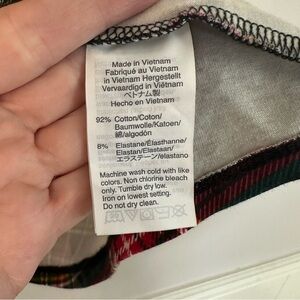 Made in Vietnam
Fabriqué au Vietnam
in Vietnam Hergestellt
Vervaardigd in Viëtnam
ベトナム製
Hecho en Vietnam
92% Cotton/Coton/
Baumwolle/Katoen/
綿/algodón
8% Elastane/Élasthanne/
Elastan/Elastaan/
エラステーン/elastano
Machine wash cold with like
colors. Non chlorine bleach
only. Tumble dry low.
Iron on lowest setting.
Do not dry clean.